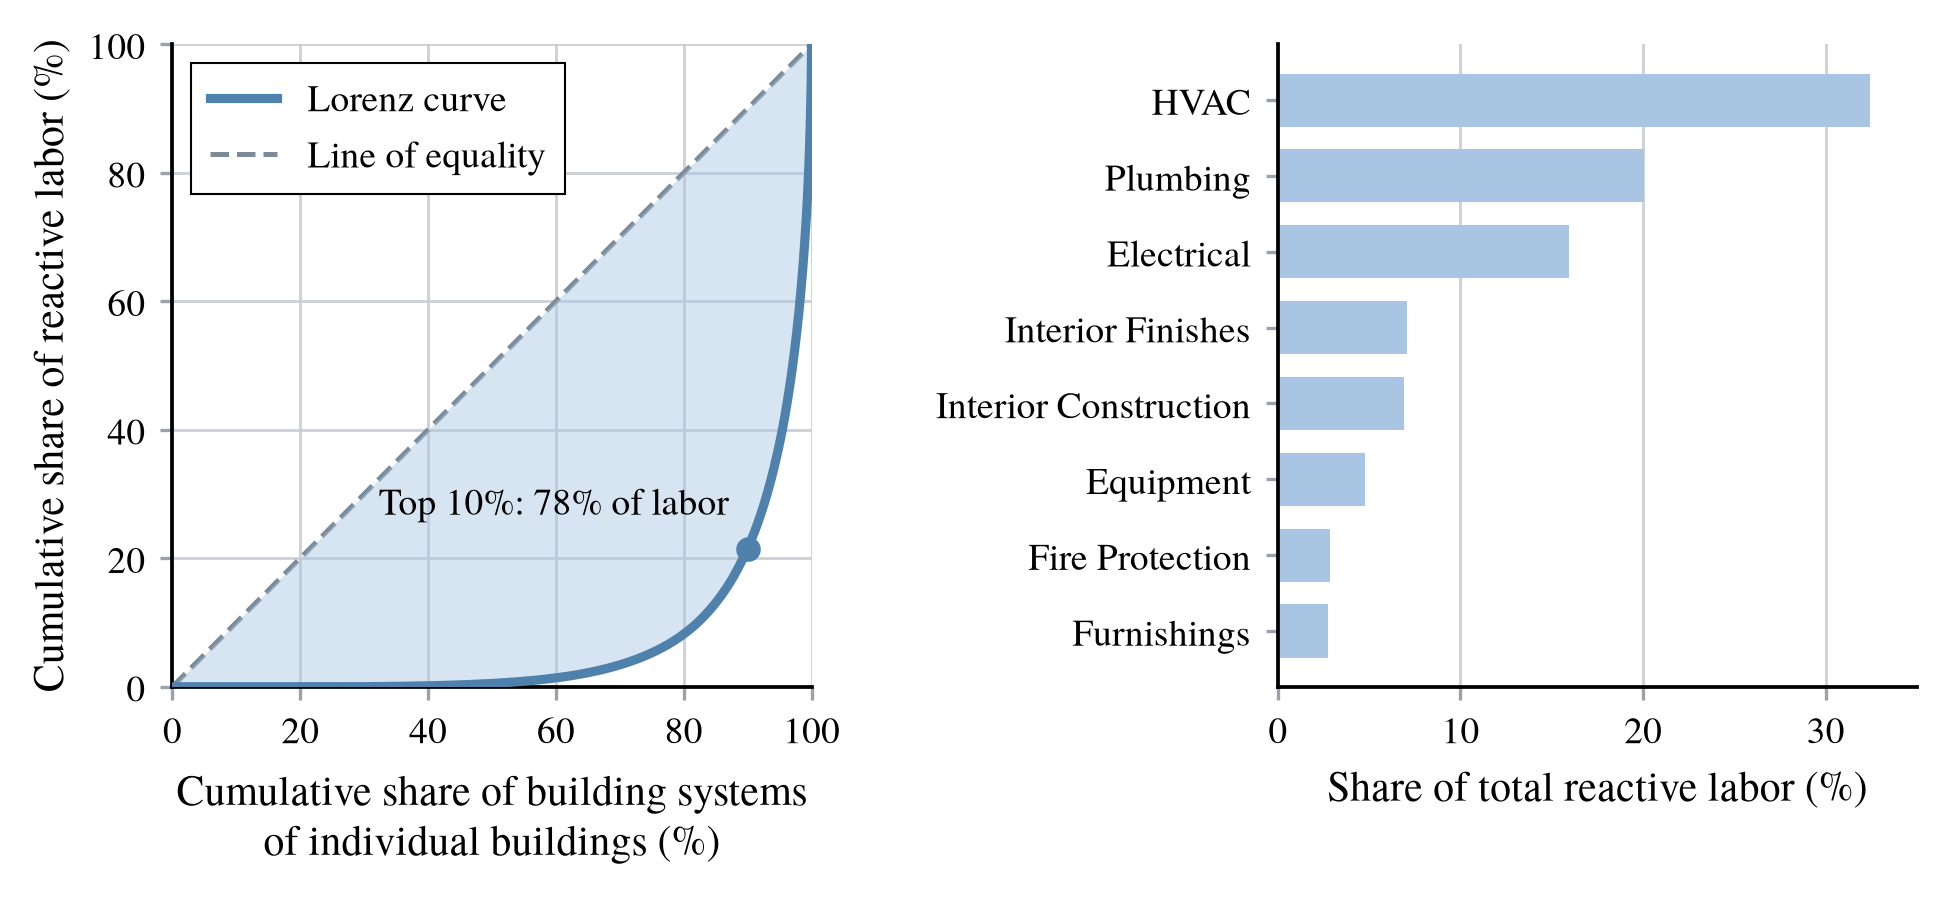 Cumulative share of reactive labor (%)
100
80
60
40
20
0
Lorenz curve
Line of equality
Top 10%: 78% of labor
0 20 40 60 80 100
Cumulative share of building systems
of individual buildings (%)
HVAC
Plumbing
Electrical
Interior Finishes
Interior Construction
Equipment
Fire Protection
Furnishings
0 10 20 30
Share of total reactive labor (%)